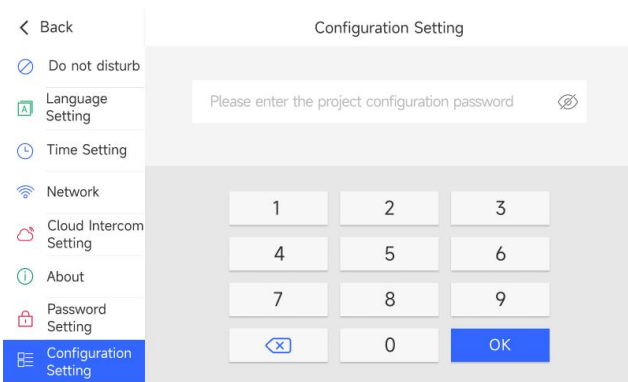 Back
Configuration Setting
Do not disturb
Language
Setting
Time Setting
Network
Cloud Intercom
Setting
About
Password
Setting
Configuration
Setting
Please enter the project configuration password
1 2 3
4 5 6
7 8 9
0 OK